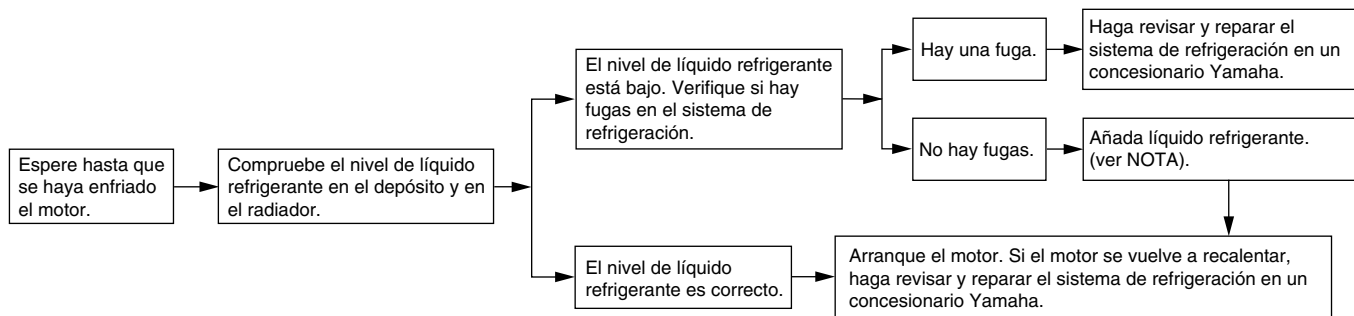 Espere hasta que
se haya enfriado
el motor.
Compruebe el nivel de líquido
refrigerante en el depósito y en
el radiador.
El nivel de líquido refrigerante
está bajo. Verifique si hay
fugas en el sistema de
refrigeración.
Hay una fuga.
Haga revisar y reparar el
sistema de refrigeración en un
concesionario Yamaha.
No hay fugas.
Añada líquido refrigerante.
(ver NOTA).
El nivel de líquido
refrigerante es correcto.
Arranque el motor. Si el motor se vuelve a recalentar,
haga revisar y reparar el sistema de refrigeración en un
concesionario Yamaha.